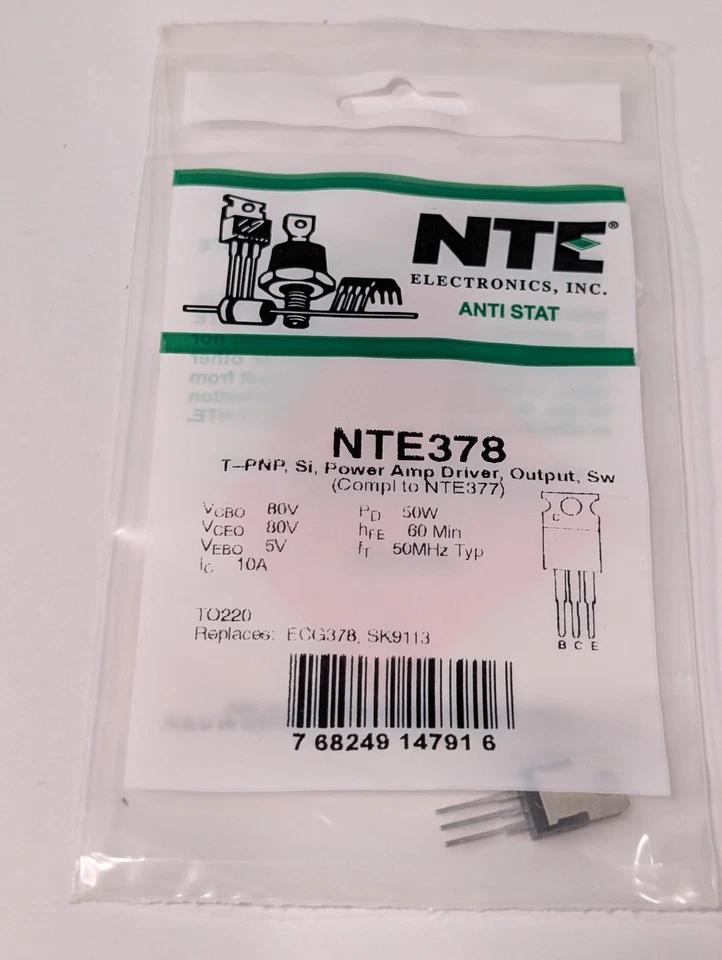 NTE®
ELECTRONICS, INC.
ANTI STAT
NTE378
T–PNP, Si, Power Amp Driver, Output, Sw
(Compl to NTE377)
VCBO 80V PD 50W
VCEO 80V hFE 60 Min
VEBO 5V fT 50MHz Typ
IC 10A
C
B C E
TO220
Replaces: ECG378, SK9113
7 68249 14791 6